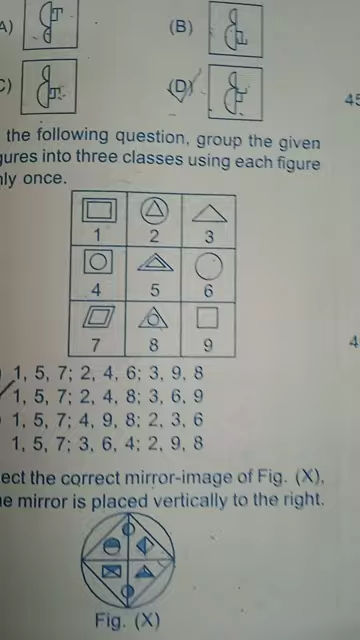 A)
(B)
C)
(D)
45
the following question, group the given
gures into three classes using each figure
nly once.
1 2 3
4 5 6
7 8 9
4
1, 5, 7; 2, 4, 6; 3, 9, 8
1, 5, 7; 2, 4, 8; 3, 6, 9
1, 5, 7; 4, 9, 8; 2, 3, 6
1, 5, 7; 3, 6, 4; 2, 9, 8
ect the correct mirror-image of Fig. (X),
e mirror is placed vertically to the right.
Fig. (X)